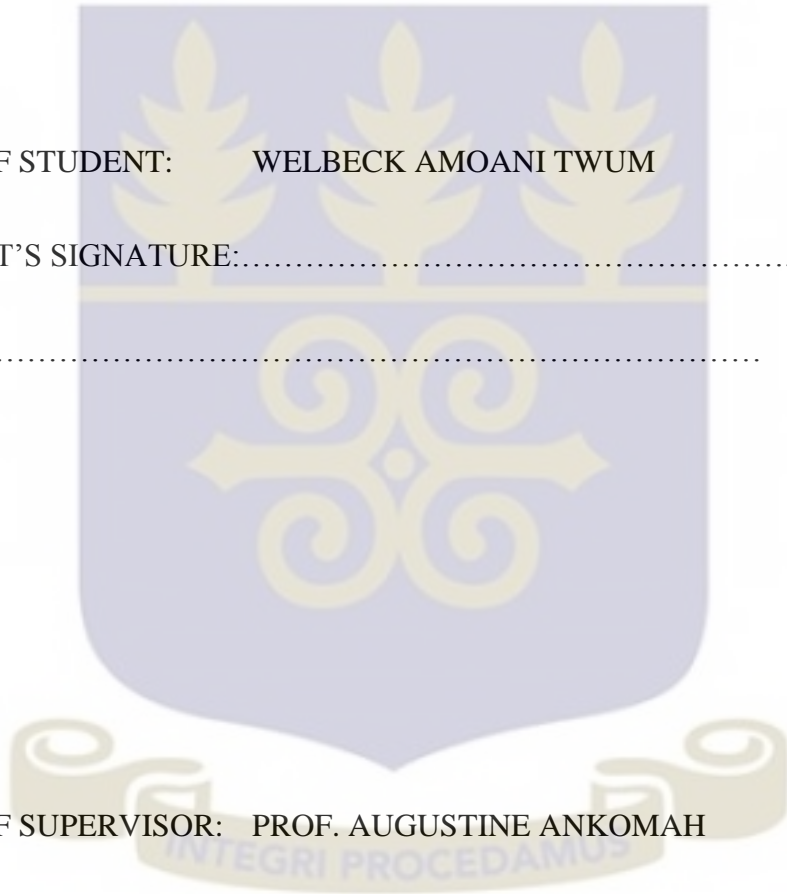 F STUDENT: WELBECK AMOANI TWUM
T'S SIGNATURE:……………………………………………….
…………………………………………………………………
F SUPERVISOR: PROF. AUGUSTINE ANKOMAH
INTEGRI PROCEDAMUS